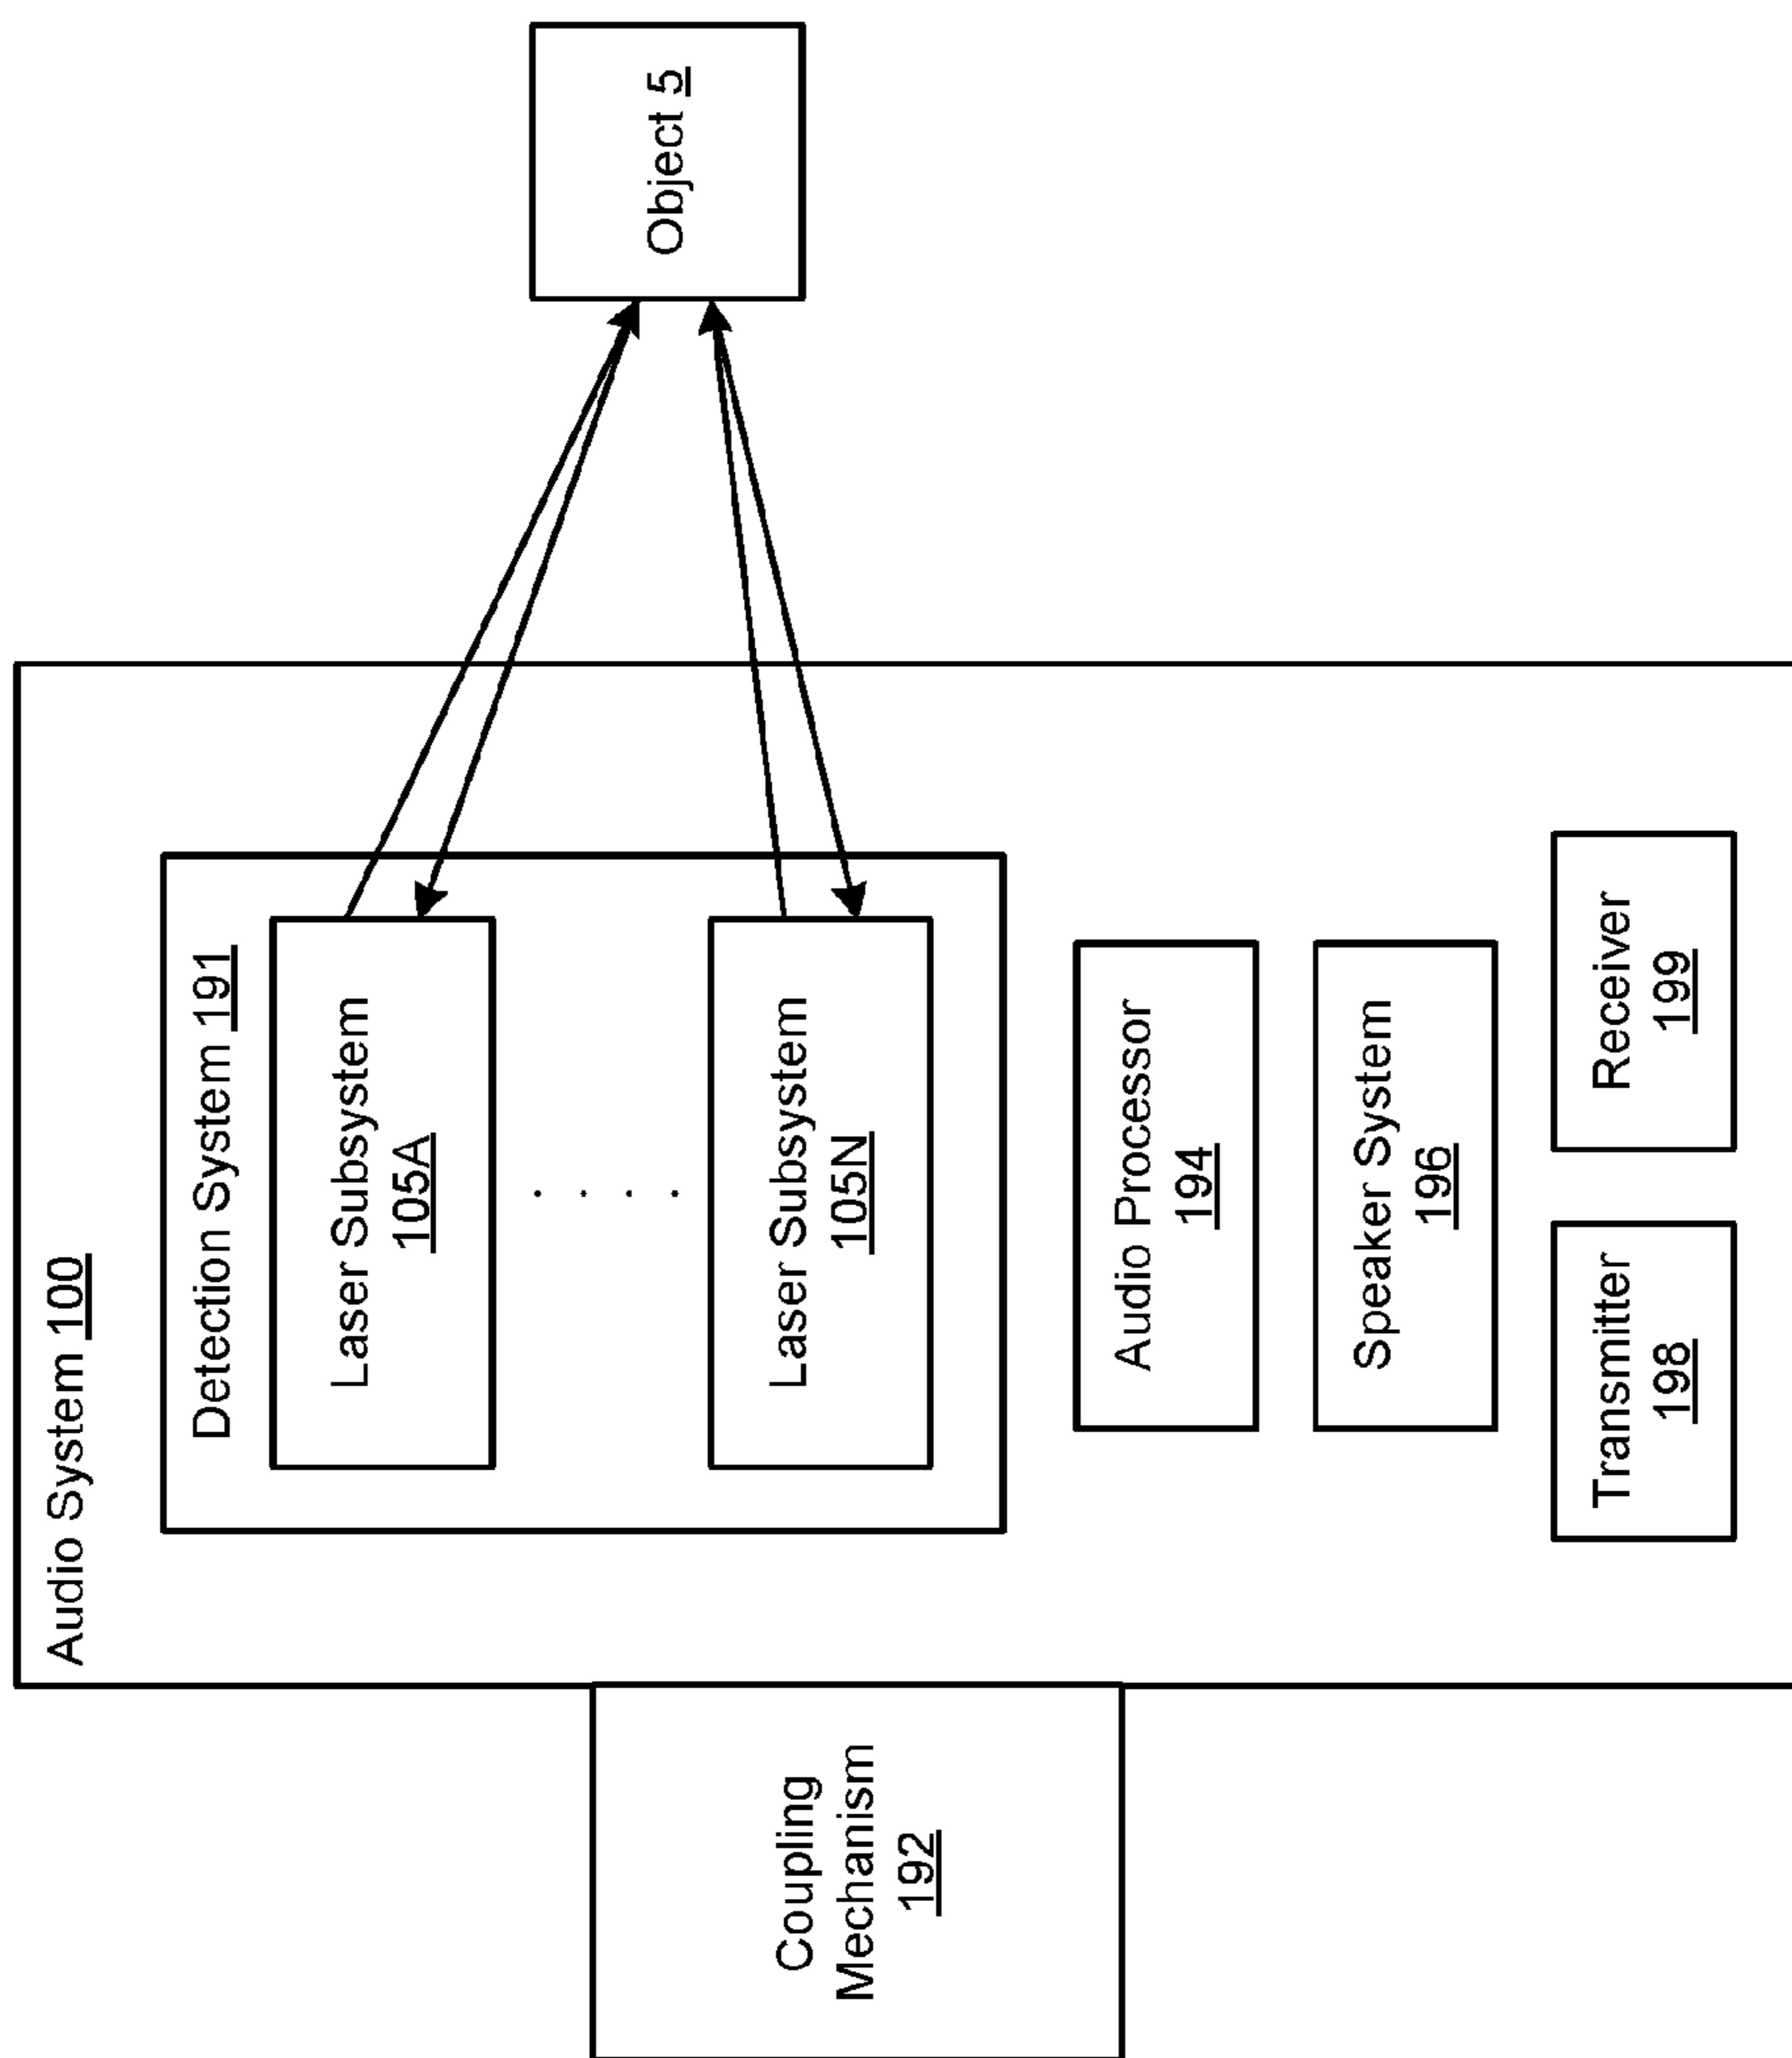 Audio System 100
Detection System 191
Laser Subsystem
105A
. . . .
Laser Subsystem
105N
Audio Processor
194
Speaker System
196
Transmitter
198
Receiver
199
Coupling
Mechanism
192
Object 5